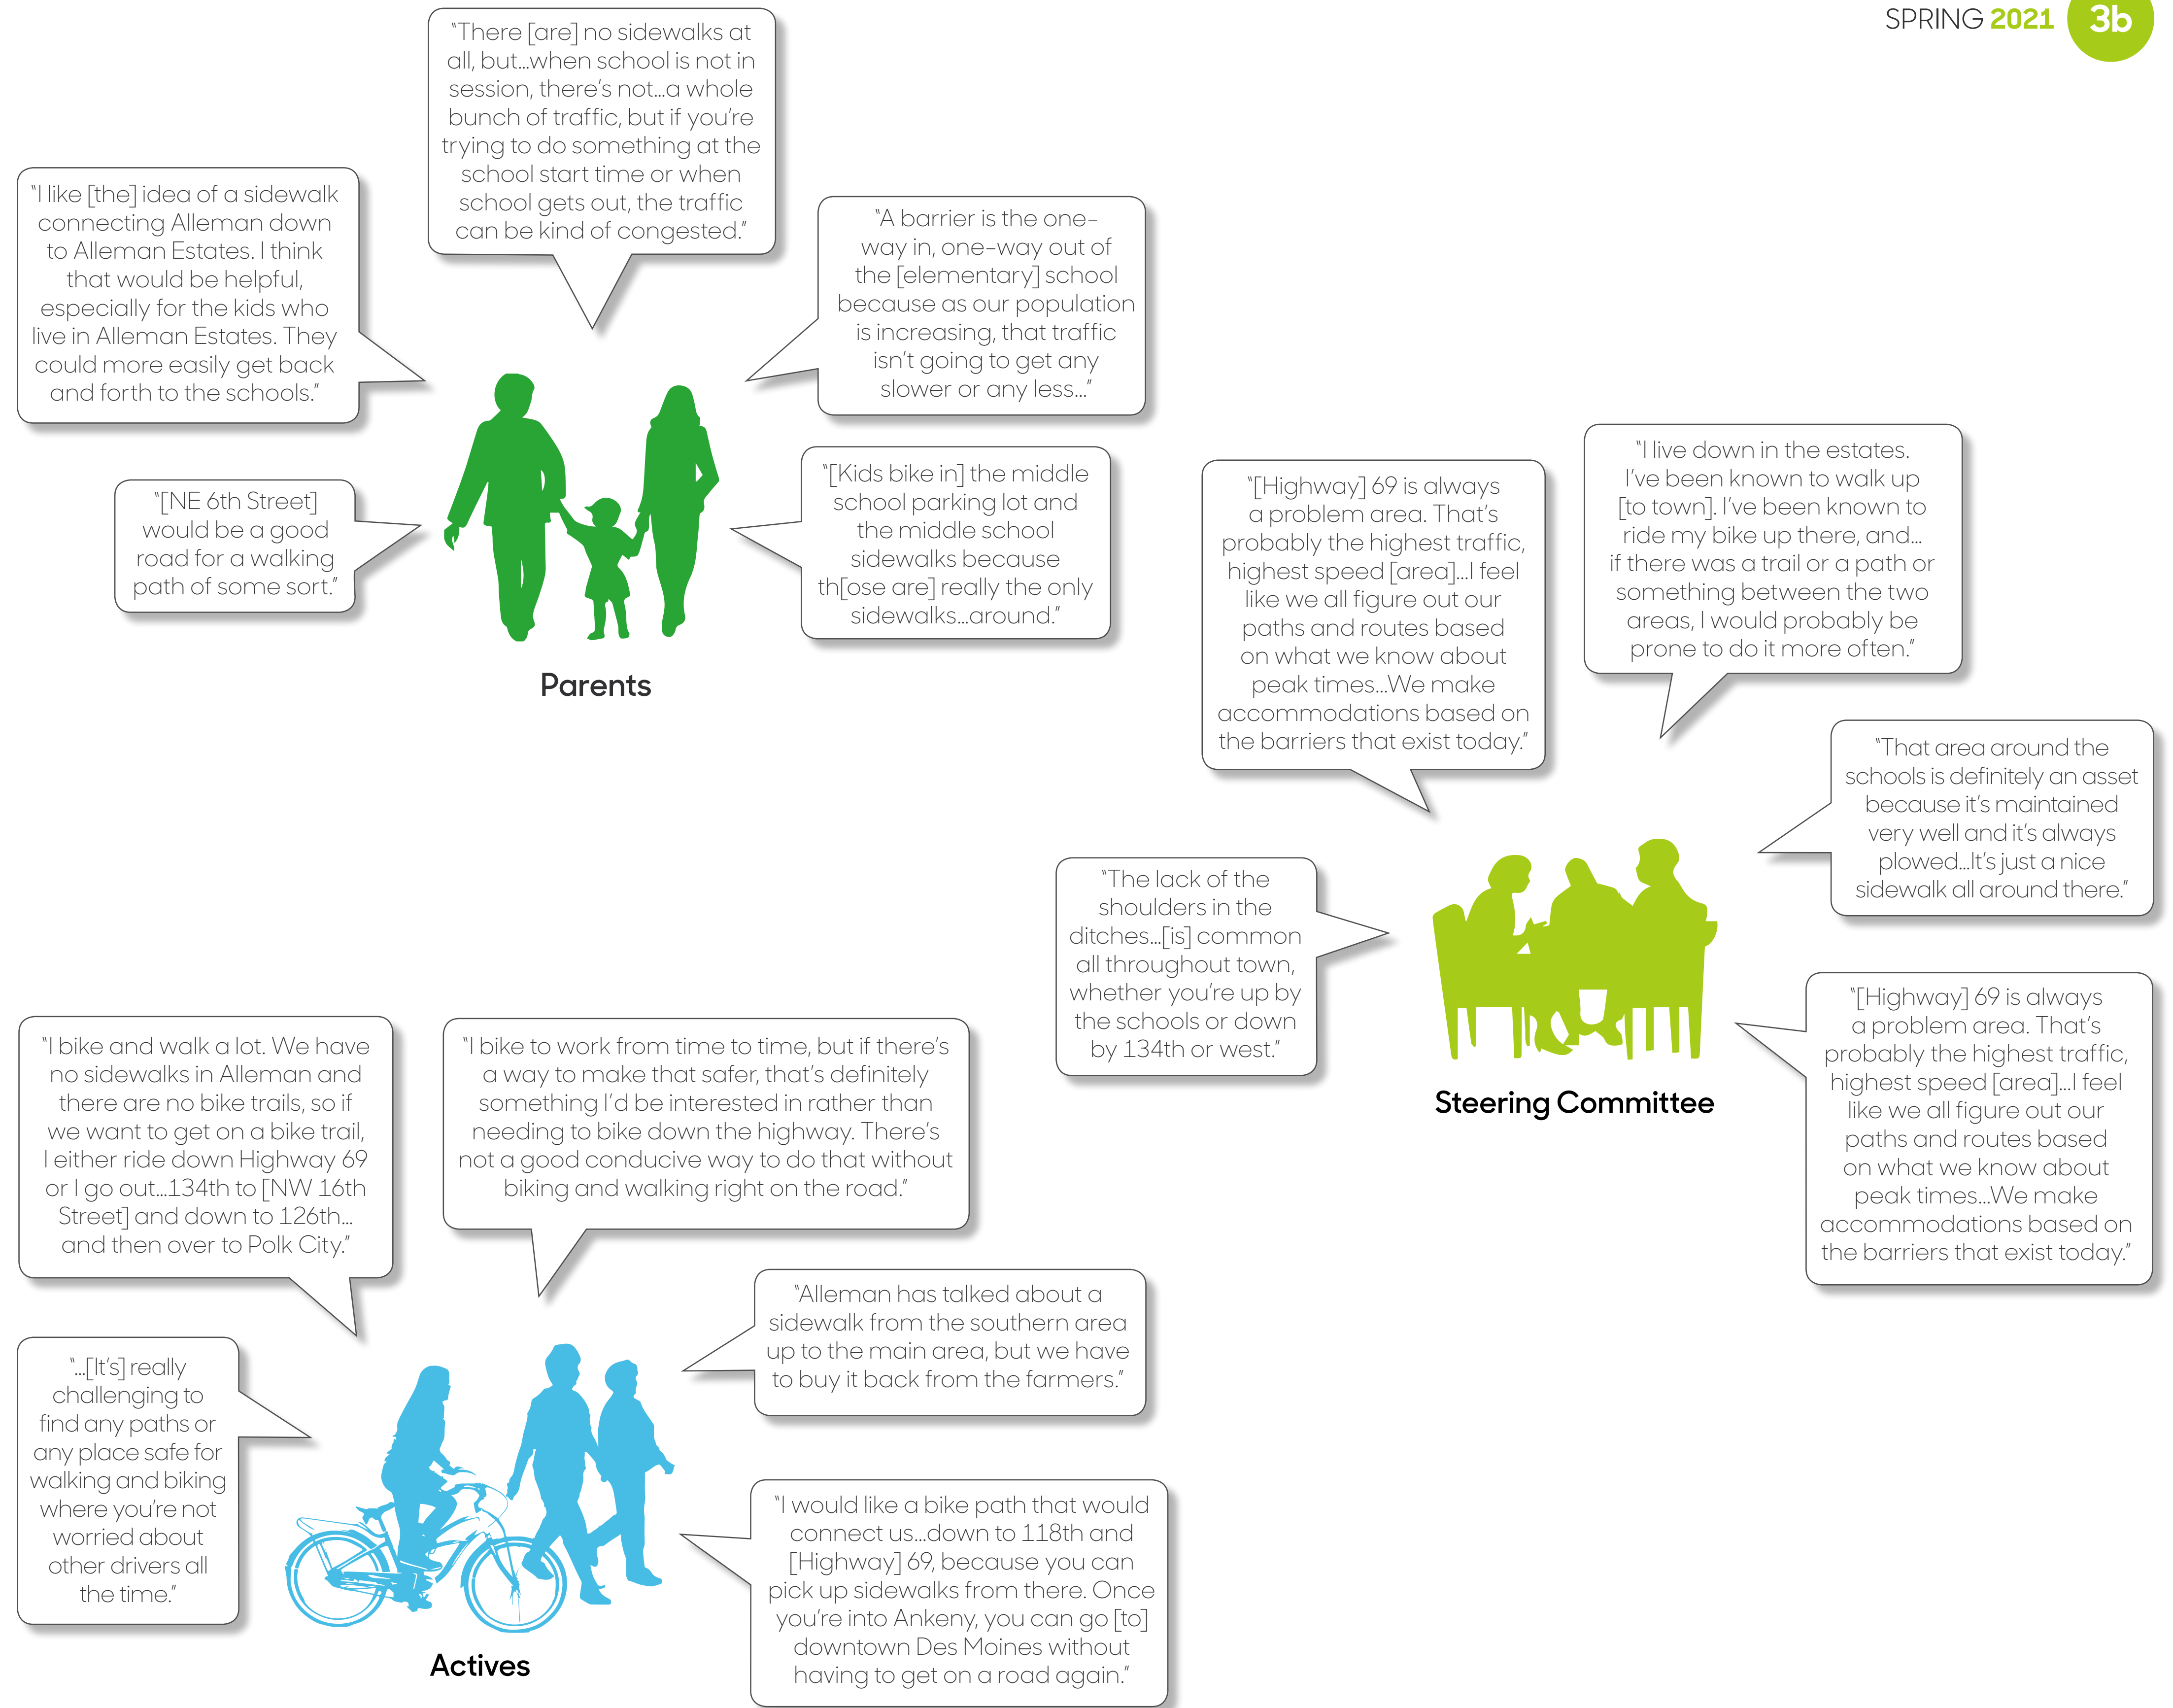 SPRING 2021 3b
“There [are] no sidewalks at
all, but...when school is not in
session, there’s not...a whole
bunch of traffic, but if you’re
trying to do something at the
school start time or when
school gets out, the traffic
can be kind of congested.”
“I like [the] idea of a sidewalk
connecting Alleman down
to Alleman Estates. I think
that would be helpful,
especially for the kids who
live in Alleman Estates. They
could more easily get back
and forth to the schools.”
“A barrier is the one-
way in, one-way out of
the [elementary] school
because as our population
is increasing, that traffic
isn’t going to get any
slower or any less...”
“[NE 6th Street]
would be a good
road for a walking
path of some sort.”
“[Kids bike in] the middle
school parking lot and
the middle school
sidewalks because
th[ose are] really the only
sidewalks...around.”
Parents
“[Highway] 69 is always
a problem area. That’s
probably the highest traffic,
highest speed [area]...I feel
like we all figure out our
paths and routes based
on what we know about
peak times...We make
accommodations based on
the barriers that exist today.”
“I live down in the estates.
I’ve been known to walk up
[to town]. I’ve been known to
ride my bike up there, and...
if there was a trail or a path or
something between the two
areas, I would probably be
prone to do it more often.”
“That area around the
schools is definitely an asset
because it’s maintained
very well and it’s always
plowed...It’s just a nice
sidewalk all around there.”
“The lack of the
shoulders in the
ditches...[is] common
all throughout town,
whether you’re up by
the schools or down
by 134th or west.”
“[Highway] 69 is always
a problem area. That’s
probably the highest traffic,
highest speed [area]...I feel
like we all figure out our
paths and routes based
on what we know about
peak times...We make
accommodations based on
the barriers that exist today.”
Steering Committee
“I bike and walk a lot. We have
no sidewalks in Alleman and
there are no bike trails, so if
we want to get on a bike trail,
I either ride down Highway 69
or I go out...134th to [NW 16th
Street] and down to 126th...
and then over to Polk City.”
“I bike to work from time to time, but if there’s
a way to make that safer, that’s definitely
something I’d be interested in rather than
needing to bike down the highway. There’s
not a good conducive way to do that without
biking and walking right on the road.”
“Alleman has talked about a
sidewalk from the southern area
up to the main area, but we have
to buy it back from the farmers.”
“...[It’s] really
challenging to
find any paths or
any place safe for
walking and biking
where you’re not
worried about
other drivers all
the time.”
“I would like a bike path that would
connect us...down to 118th and
[Highway] 69, because you can
pick up sidewalks from there. Once
you’re into Ankeny, you can go [to]
downtown Des Moines without
having to get on a road again.”
Actives